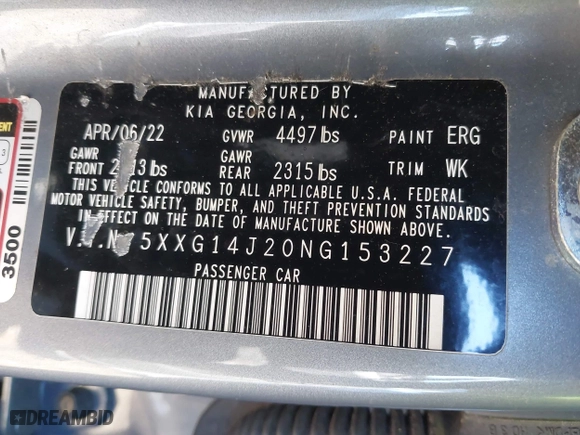 MANUFACTURED BY
KIA GEORGIA, INC.
APR/06/22 GVWR 4497 lbs PAINT ERG
GAWR FRONT lbs GAWR REAR 2315 lbs TRIM WK
THIS VEHICLE CONFORMS TO ALL APPLICABLE U.S.A. FEDERAL
MOTOR VEHICLE SAFETY, BUMPER, AND THEFT PREVENTION STANDARDS
IN EFFECT ON THE DATE OF MANUFACTURE SHOWN ABOVE.
5XXG14J20NG153227
PASSENGER CAR
3500
DREAMBID